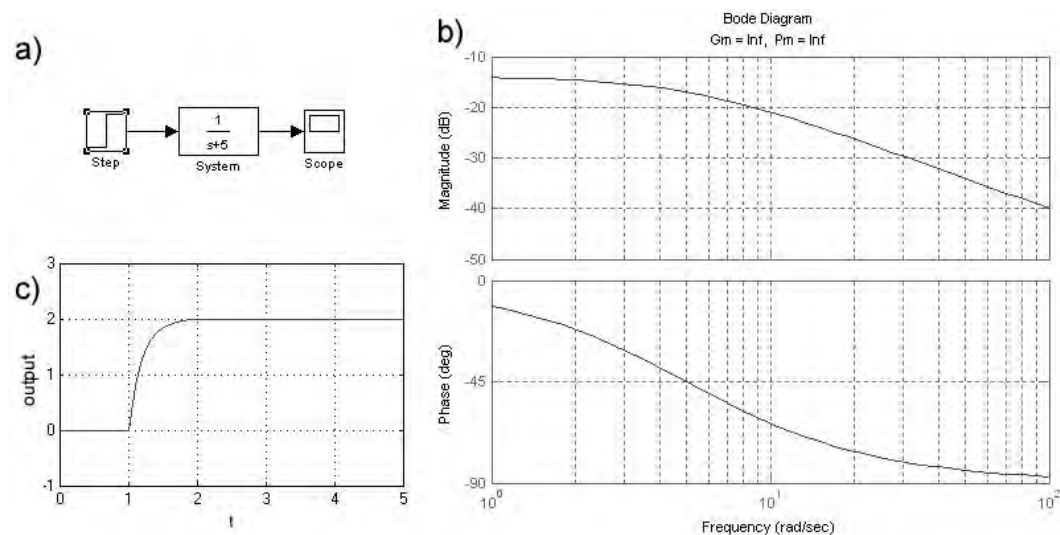 a)
1
s+5
Step
System
Scope
b)
Bode Diagram
Gm = Inf, Pm = Inf
-10
-20
-30
-40
-50
Magnitude (dB)
0
-45
-90
Phase (deg)
10^0
10^1
10^2
Frequency (rad/sec)
c)
3
2
1
0
-1
output
0
1
2
3
4
5
t